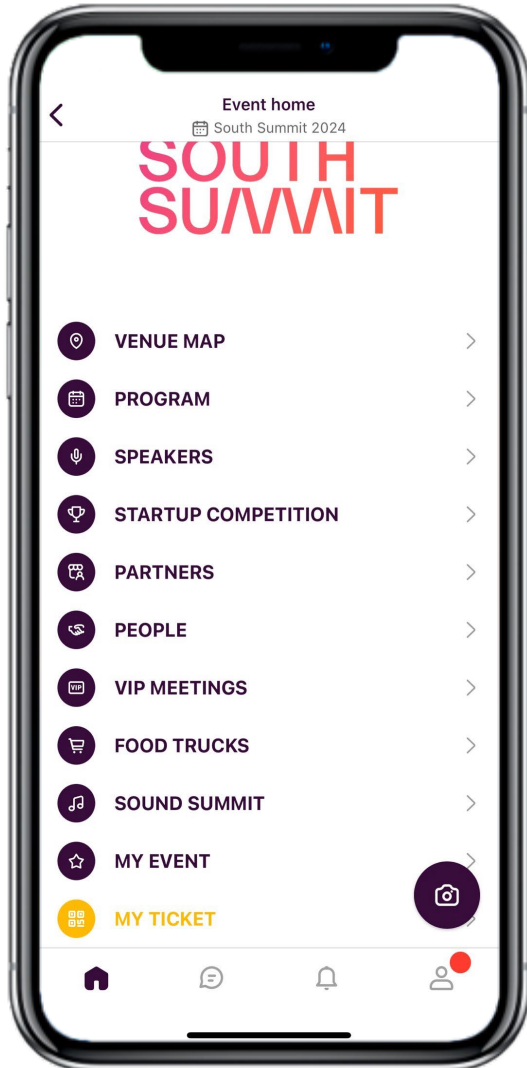 Event home
South Summit 2024
SOUTH
SUMMIT
VENUE MAP
PROGRAM
SPEAKERS
STARTUP COMPETITION
PARTNERS
PEOPLE
VIP
VIP MEETINGS
FOOD TRUCKS
SOUND SUMMIT
MY EVENT
MY TICKET